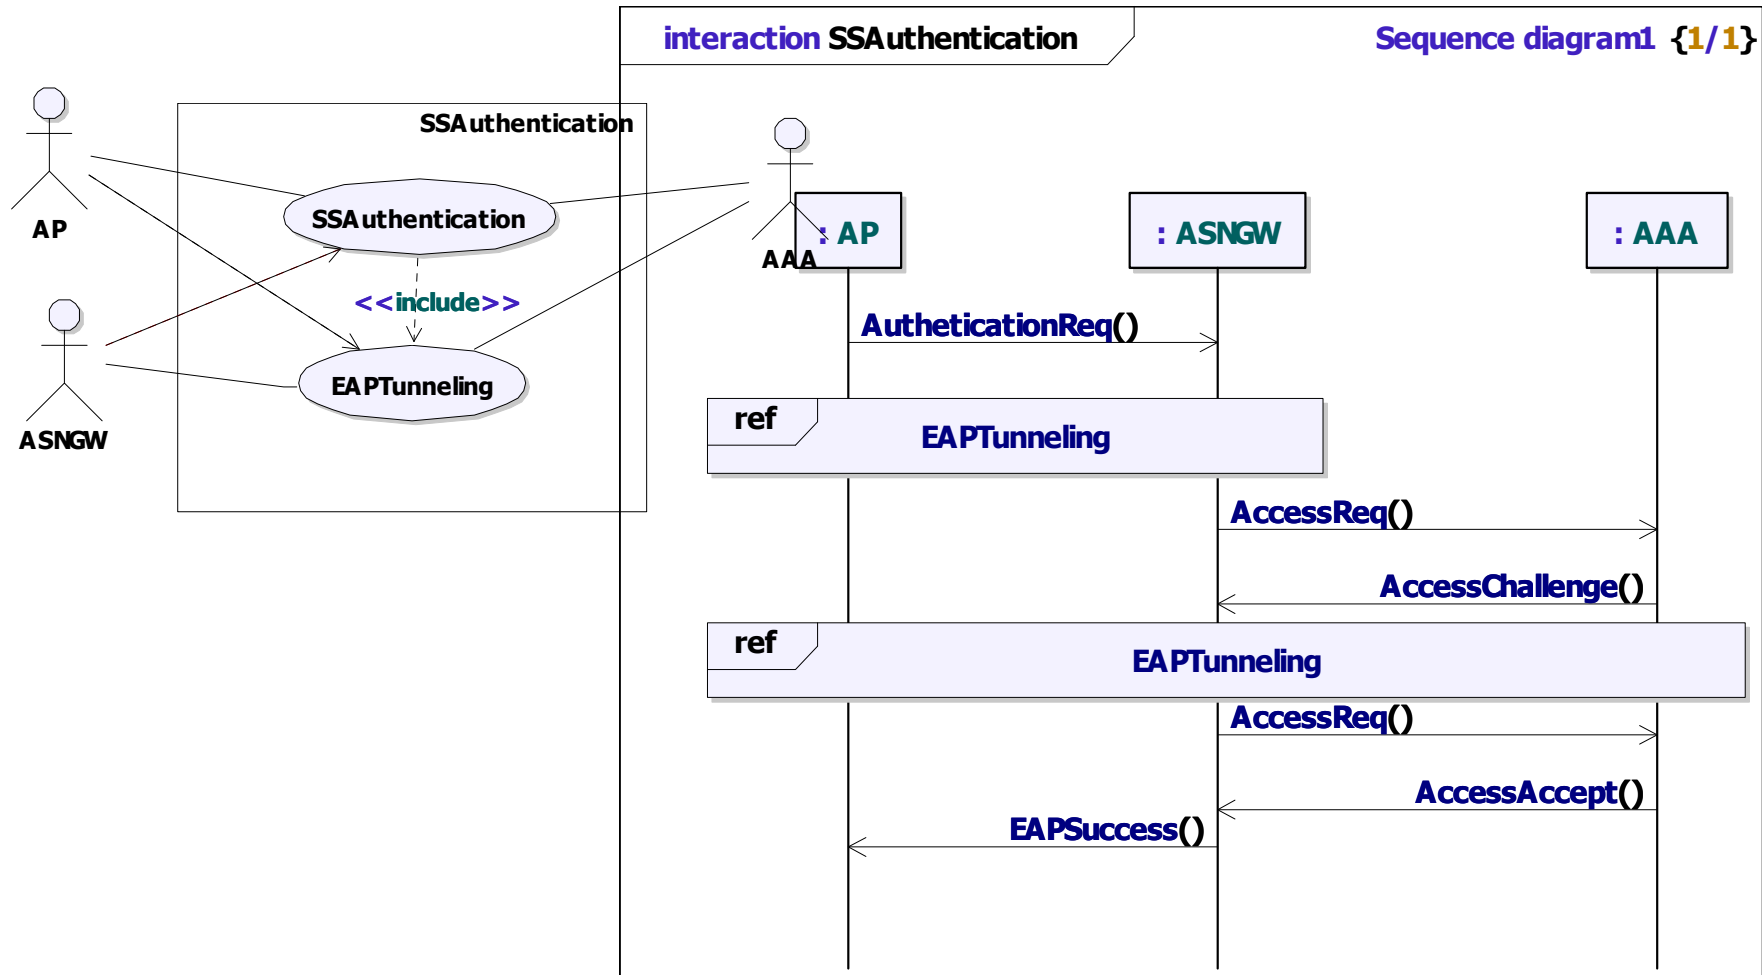 interaction SSAuthentication
Sequence diagram1 {1/1}
SSAuthentication
AP
SSAuthentication
AAA
<<include>>
EAPTunneling
ASNGW
: AP
: ASNGW
: AAA
AutheticationReq()
ref
EAPTunneling
AccessReq()
AccessChallenge()
ref
EAPTunneling
AccessReq()
AccessAccept()
EAPSuccess()